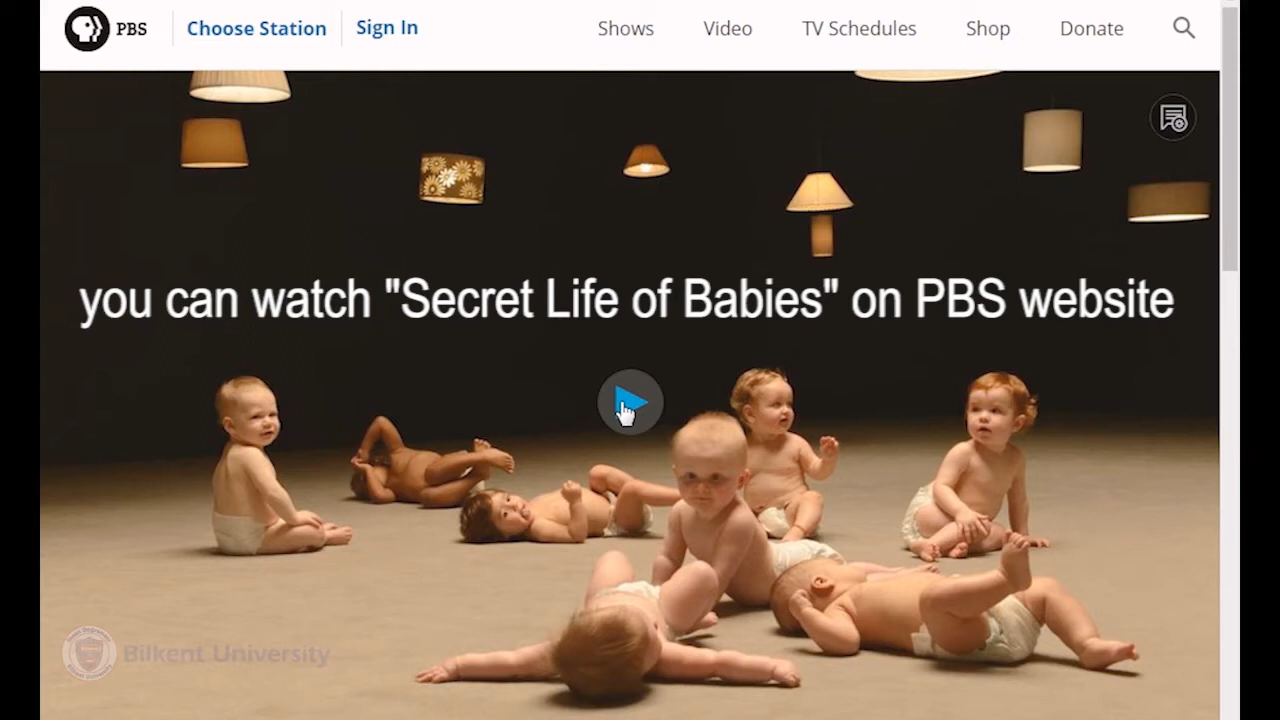 PBS Choose Station Sign In Shows Video TV Schedules Shop Donate
you can watch "Secret Life of Babies" on PBS website
Bilkent University